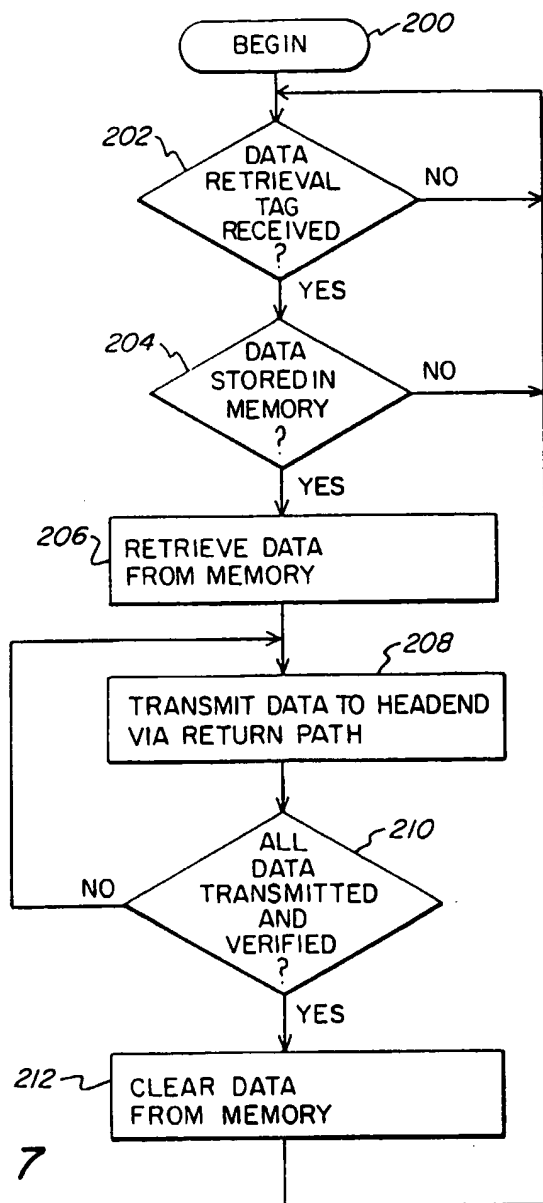 BEGIN
200
202
DATA
RETRIEVAL
TAG
RECEIVED
?
NO
YES
204
DATA
STORED IN
MEMORY
?
NO
YES
206
RETRIEVE DATA
FROM MEMORY
208
TRANSMIT DATA TO HEADEND
VIA RETURN PATH
210
ALL
DATA
TRANSMITTED
AND
VERIFIED
?
NO
YES
212
CLEAR DATA
FROM MEMORY
7